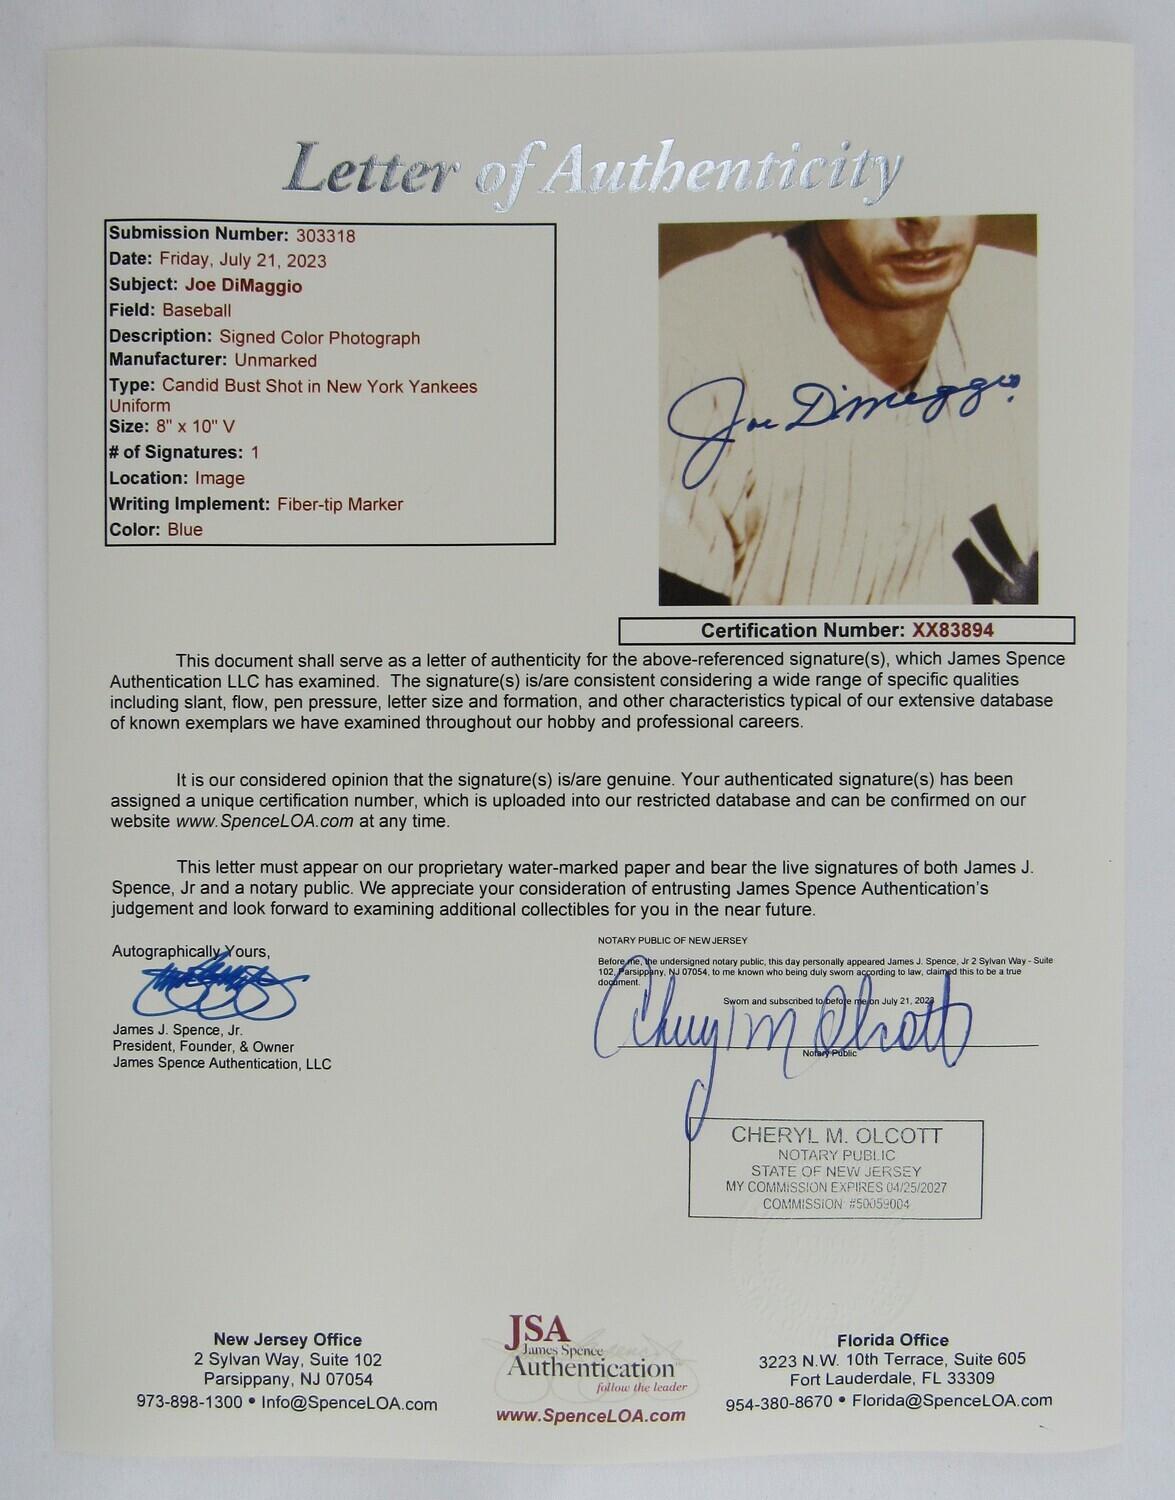 Letter of Authenticity
Submission Number: 303318
Date: Friday, July 21, 2023
Subject: Joe DiMaggio
Field: Baseball
Description: Signed Color Photograph
Manufacturer: Unmarked
Type: Candid Bust Shot in New York Yankees
Uniform
Size: 8" x 10" V
# of Signatures: 1
Location: Image
Writing Implement: Fiber-tip Marker
Color: Blue
Joe DiMaggio
Certification Number: XX83894
This document shall serve as a letter of authenticity for the above-referenced signature(s), which James Spence
Authentication LLC has examined. The signature(s) is/are consistent considering a wide range of specific qualities
including slant, flow, pen pressure, letter size and formation, and other characteristics typical of our extensive database
of known exemplars we have examined throughout our hobby and professional careers.
It is our considered opinion that the signature(s) is/are genuine. Your authenticated signature(s) has been
assigned a unique certification number, which is uploaded into our restricted database and can be confirmed on our
website www.SpenceLOA.com at any time.
This letter must appear on our proprietary water-marked paper and bear the live signatures of both James J.
Spence, Jr and a notary public. We appreciate your consideration of entrusting James Spence Authentication's
judgement and look forward to examining additional collectibles for you in the near future.
Autographically Yours,
James J. Spence, Jr.
President, Founder, & Owner
James Spence Authentication, LLC
NOTARY PUBLIC OF NEW JERSEY
Before me, the undersigned notary public, this day personally appeared James J. Spence, Jr 2 Sylvan Way - Suite
102, Parsippany, NJ 07054, to me known who being duly sworn according to law, claimed this to be a true
document.
Sworn and subscribed to before me on July 21, 2023
Cheryl M Olcott
Notary Public
CHERYL M. OLCOTT
NOTARY PUBLIC
STATE OF NEW JERSEY
MY COMMISSION EXPIRES 04/25/2027
COMMISSION #50059004
New Jersey Office
2 Sylvan Way, Suite 102
Parsippany, NJ 07054
973-898-1300 • Info@SpenceLOA.com
JSA
James Spence
Authentication
follow the leader
www.SpenceLOA.com
Florida Office
3223 N.W. 10th Terrace, Suite 605
Fort Lauderdale, FL 33309
954-380-8670 • Florida@SpenceLOA.com